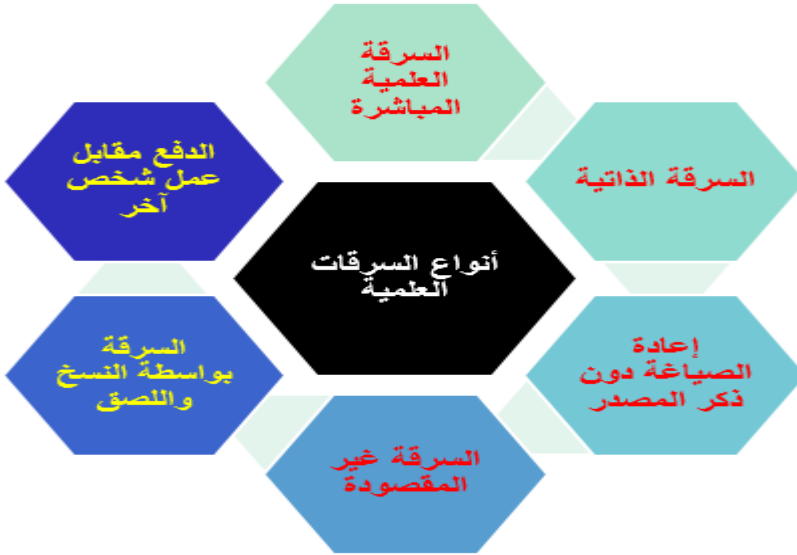 السرقة
العلمية
المباشرة
السرقة الذاتية
إعادة
الصياغة دون
ذكر المصدر
السرقة غير
المقصودة
السرقة
بواسطة النسخ
واللصق
الدفع مقابل
عمل شخص
آخر
أنواع السرقات
العلمية